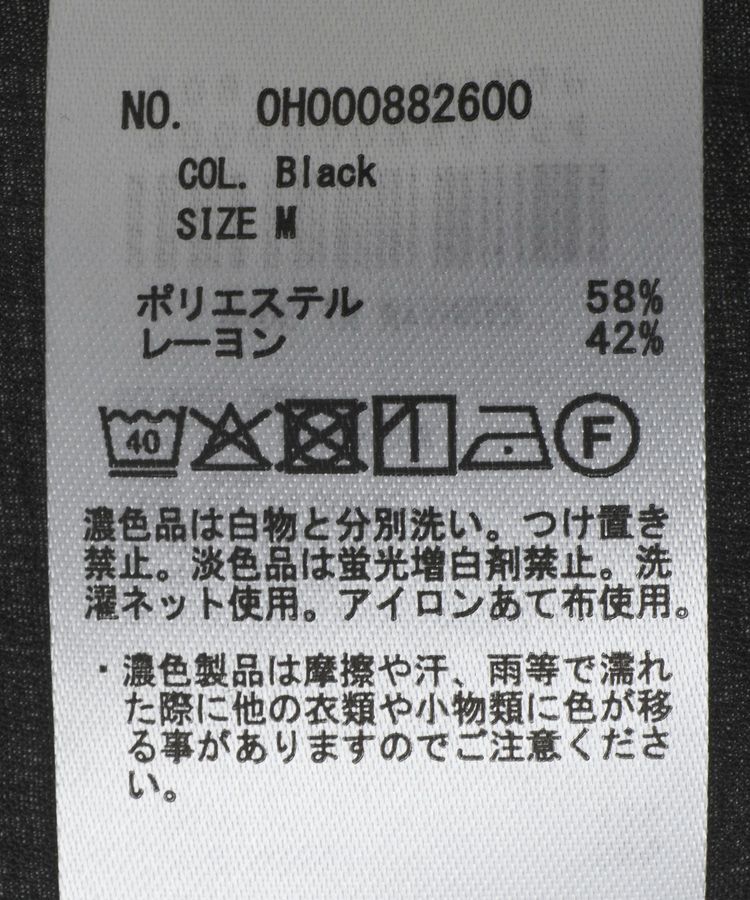 NO. 0H000882600
COL. Black
SIZE M
ポリエステル 58%
レーヨン 42%
40 F
濃色品は白物と分別洗い。つけ置き
禁止。淡色品は蛍光増白剤禁止。洗
濯ネット使用。アイロンあて布使用。
・濃色製品は摩擦や汗、雨等で濡れ
た際に他の衣類や小物類に色が移
る事がありますのでご注意くださ
い。